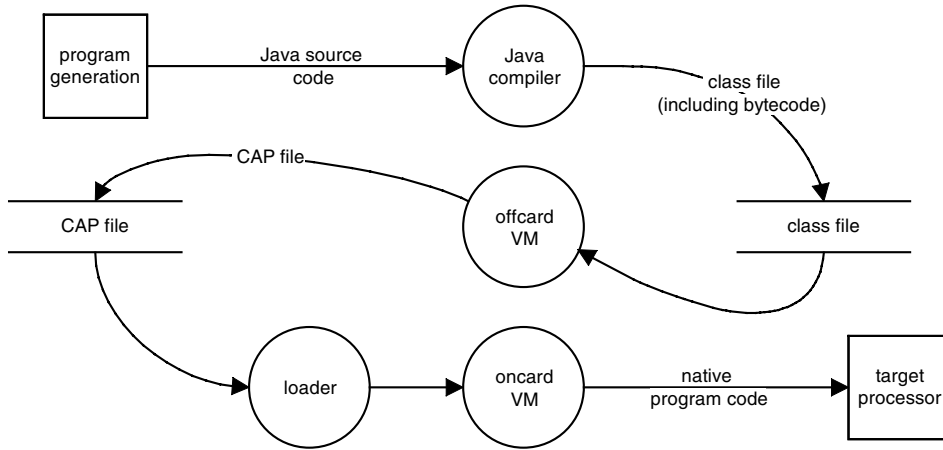 program
generation
Java source
code
Java
compiler
class file
(including bytecode)
CAP file
CAP file
offcard
VM
class file
loader
oncard
VM
native
program code
target
processor